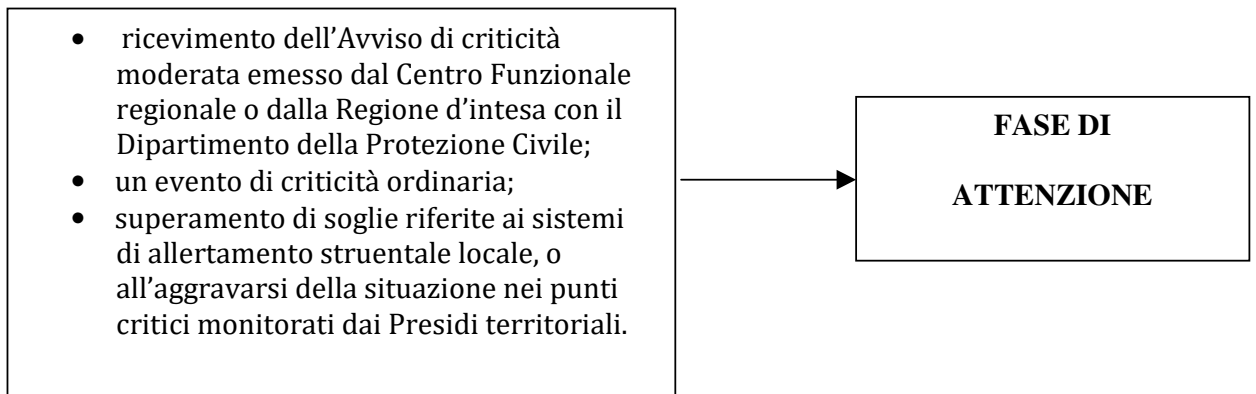 • ricevimento dell’Avviso di criticità
moderata emesso dal Centro Funzionale
regionale o dalla Regione d’intesa con il
Dipartimento della Protezione Civile;
• un evento di criticità ordinaria;
• superamento di soglie riferite ai sistemi
di allertamento struentale locale, o
all’aggravarsi della situazione nei punti
critici monitorati dai Presidi territoriali.
FASE DI
ATTENZIONE